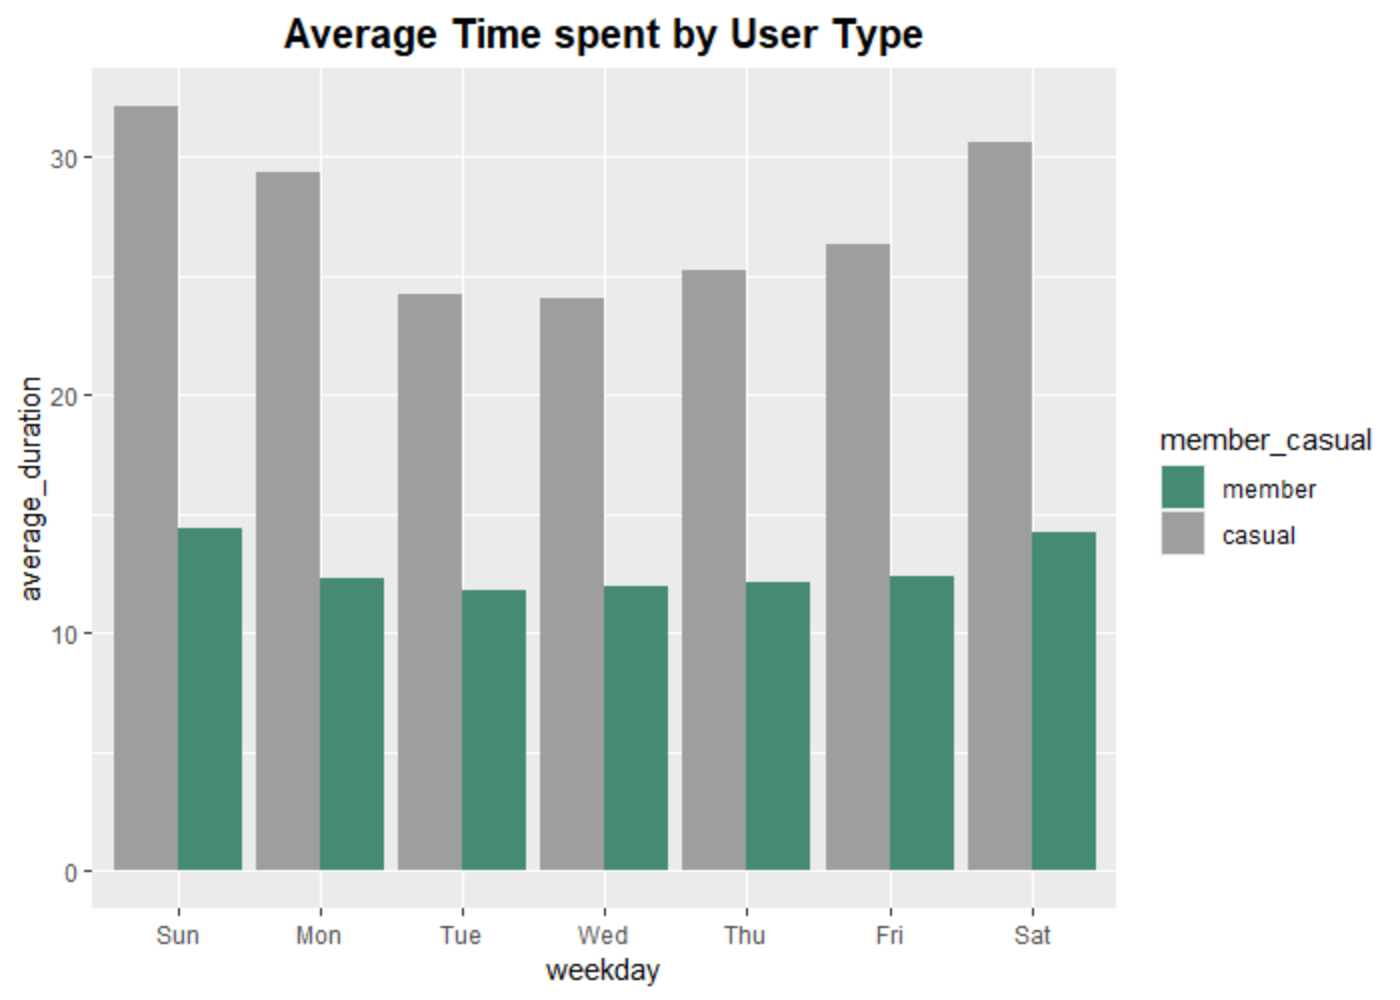 Average Time spent by User Type
average_duration
30
20
10
0
Sun Mon Tue Wed Thu Fri Sat
weekday
member_casual
member
casual